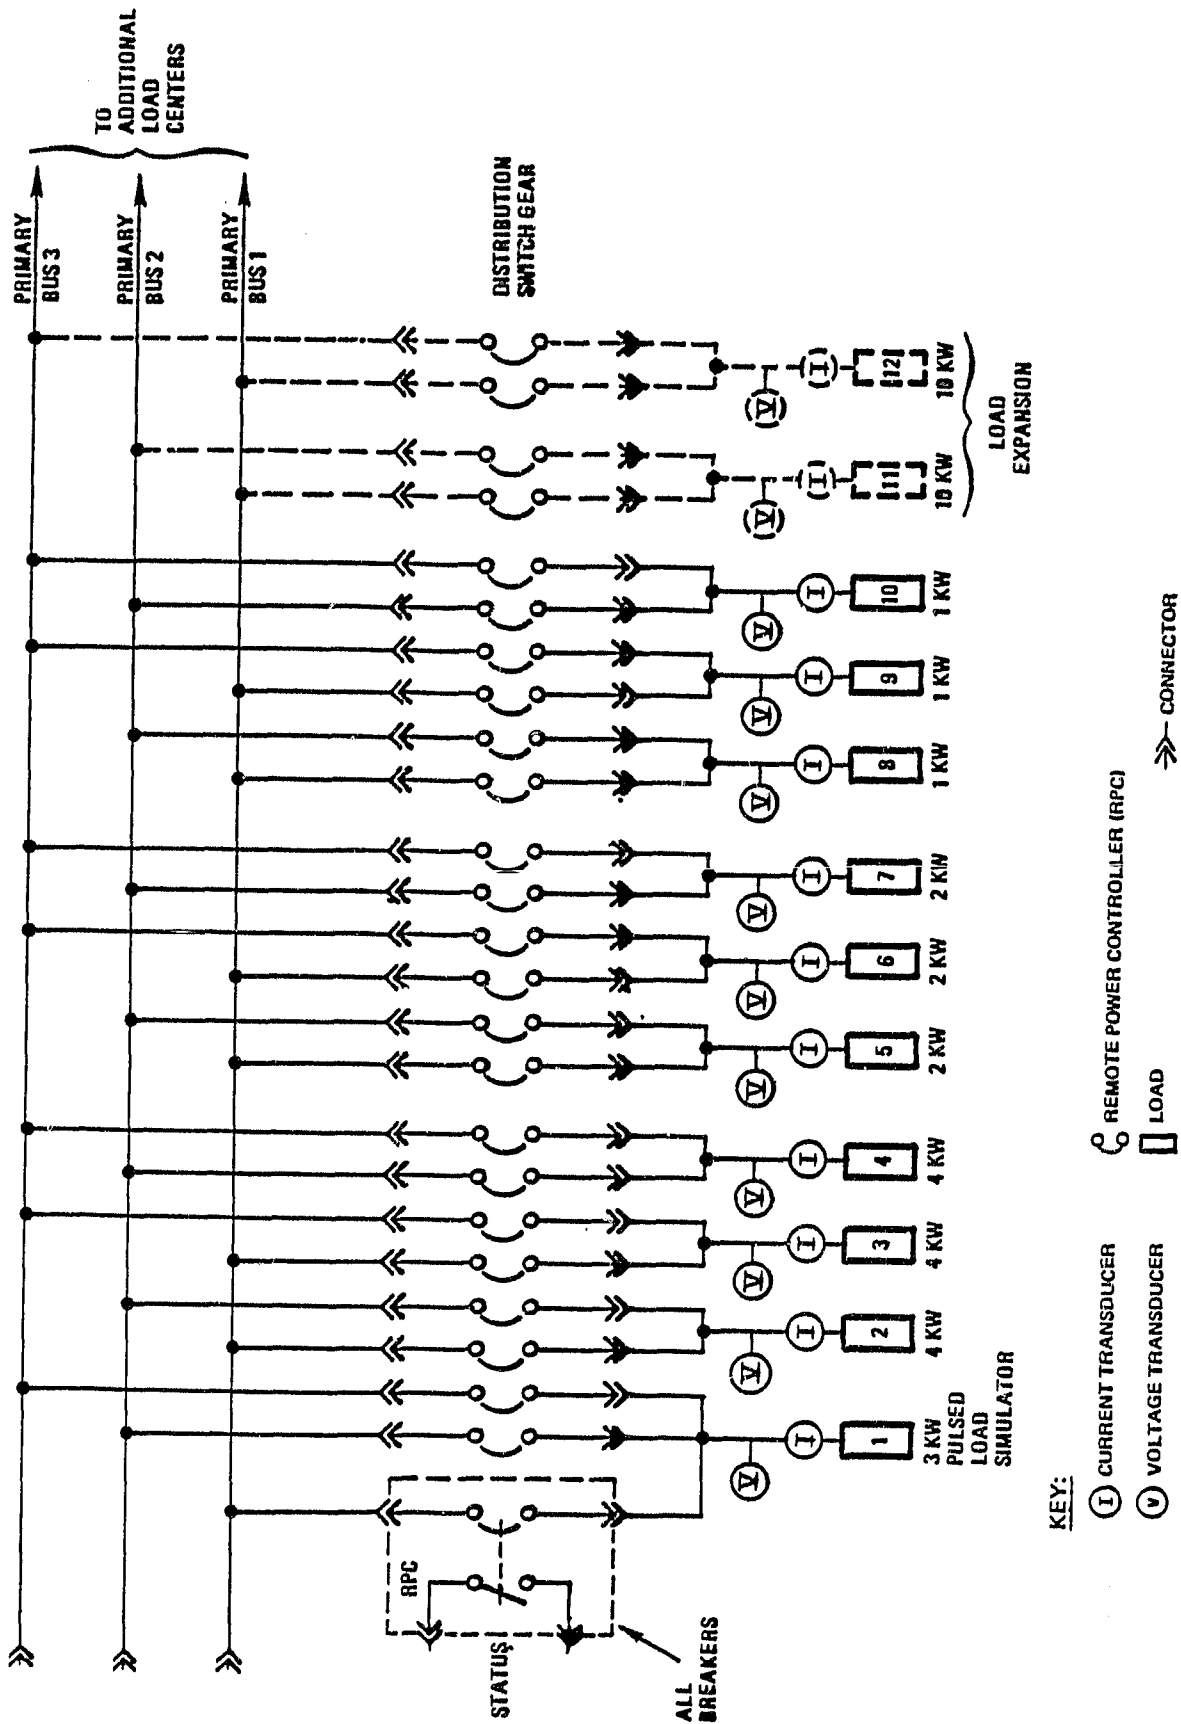 TO
ADDITIONAL
LOAD
CENTERS
PRIMARY
BUS 3
PRIMARY
BUS 2
PRIMARY
BUS 1
DISTRIBUTION
SWITCH GEAR
RPC
STATUS
ALL
BREAKERS
V
I
1
3 KW
PULSED
LOAD
SIMULATOR
V
I
2
4 KW
V
I
3
4 KW
V
I
4
4 KW
V
I
5
2 KW
V
I
6
2 KW
V
I
7
2 KW
V
I
8
1 KW
V
I
9
1 KW
V
I
10
1 KW
V
I
11
10 KW
V
I
12
10 KW
LOAD
EXPANSION
KEY:
I CURRENT TRANSDUCER
V VOLTAGE TRANSDUCER
REMOTE POWER CONTROLLER (RPC)
LOAD
CONNECTOR